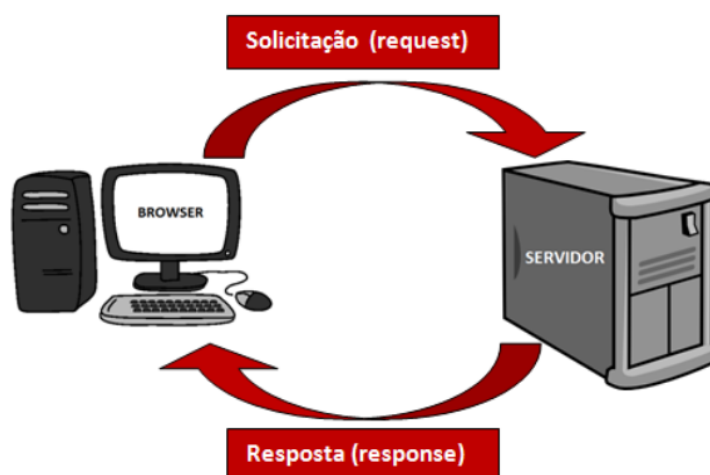 Solicitação (request)
BROWSER
SERVIDOR
Resposta (response)